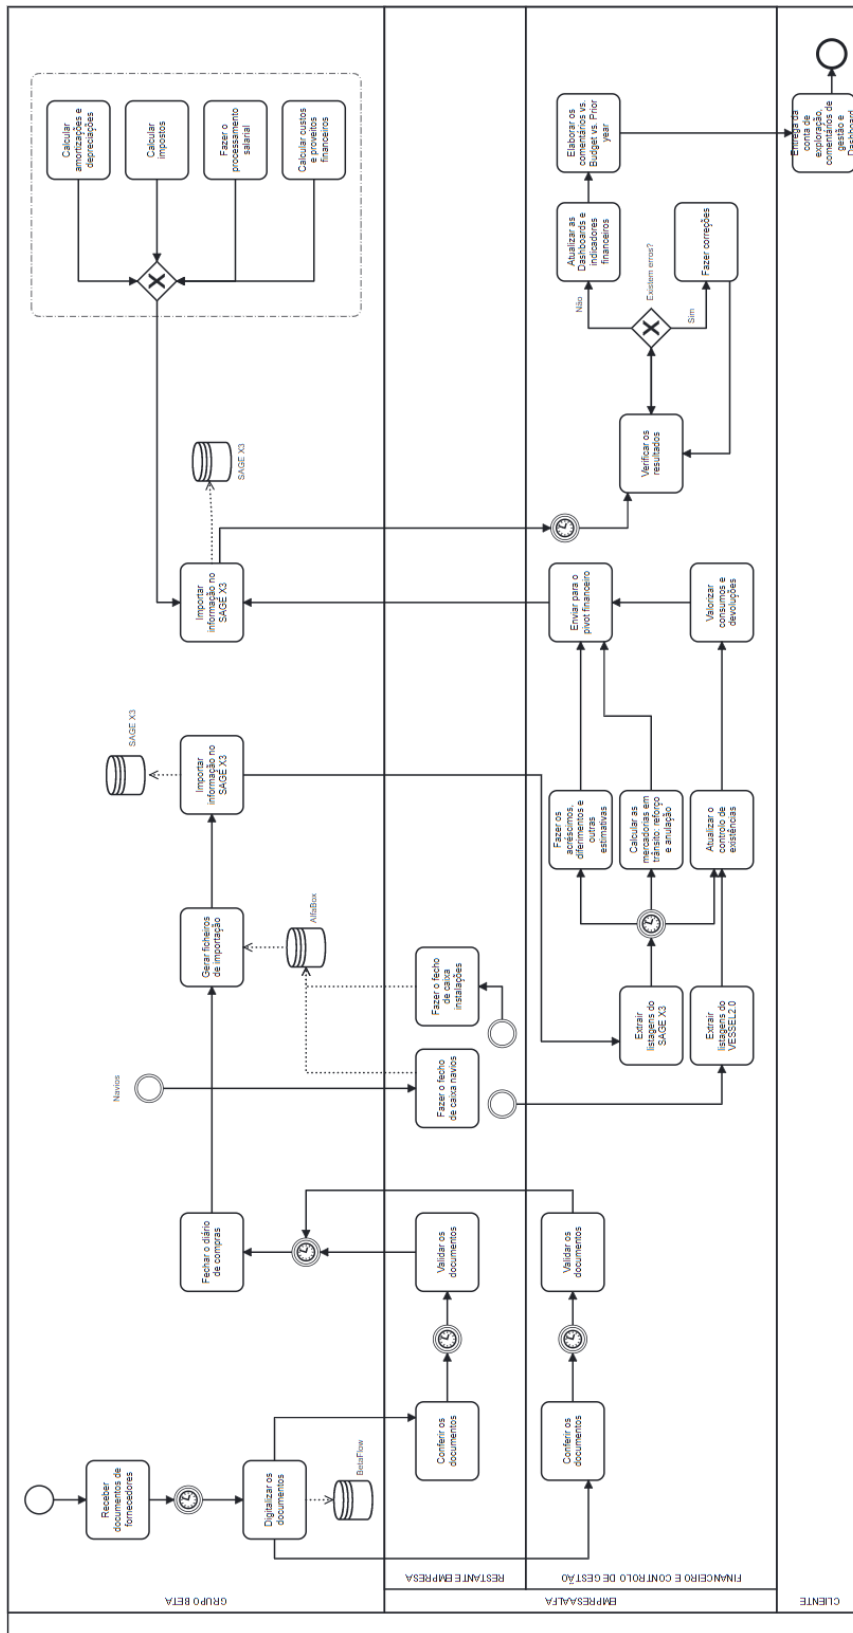 GRUPO BETA
RESTANTE EMPRESA
EMPRESA ALFA
FINANCEIRO E CONTROLO DE GESTÃO
CLIENTE
Receber
documentos de
fornecedores
Digitalizar os
documentos
BetaFlow
Conferir os
documentos
Validar os
documentos
Conferir os
documentos
Validar os
documentos
Fechar o diário
de compras
Navios
Fazer o fecho
de caixa navios
Fazer o fecho
de caixa
instalações
AlfaBox
Gerar ficheiros
de importação
Importar
informação no
SAGE X3
SAGE X3
Extrair
listagens do
SAGE X3
Extrair
listagens do
VESSEL2.0
Fazer os
acréscimos,
diferimentos e
outras
estimativas
Calcular as
mercadorias em
trânsito: reforço
e anulação
Atualizar o
controlo de
existências
Enviar para o
pivot financeiro
Valorizar
consumos e
devoluções
Importar
informação no
SAGE X3
SAGE X3
Calcular
amortizações e
depreciações
Calcular
impostos
Fazer o
processamento
salarial
Calcular custos
e proveitos
financeiros
Verificar os
resultados
Existem erros?
Não
Sim
Fazer correções
Atualizar as
Dashboards e
indicadores
financeiros
Elaborar os
comentários vs.
Budget vs. Prior
year
Entrega da
conta de
exploração,
comentários de
gestão e
Dashboard